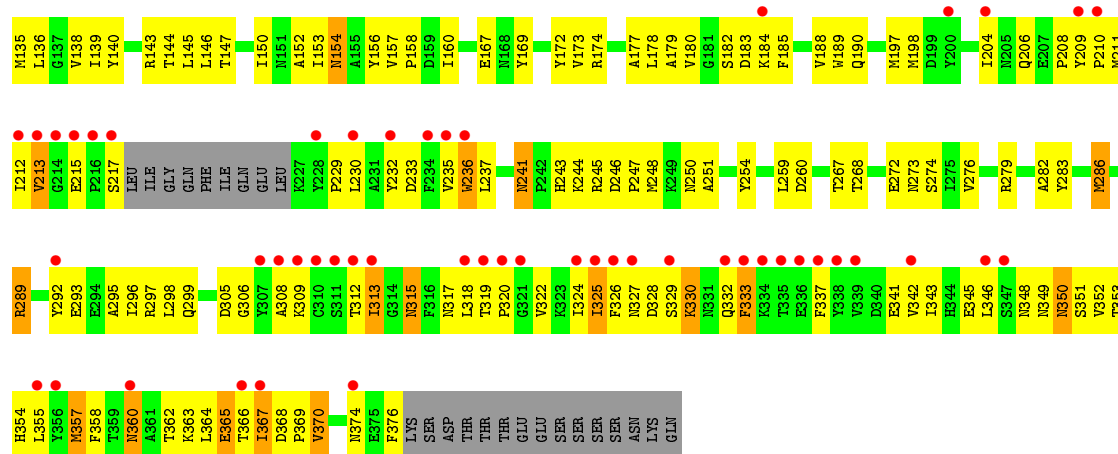 M135 L136 G137 V138 I139 Y140 R143 T144 L145 L146 T147 I150 N151 A152 I153 N154 A155 Y156 V157 P158 D159 I160 E167 N168 Y169 Y172 V173 R174 A177 L178 A179 V180 G181 S182 D183 K184 F185 V188 W189 Q190 M197 M198 D199 Y200 I204 N205 Q206 E207 P208 Y209 P210 M211
I212 V213 G214 E215 P216 S217 LEU ILE GLY GLN PHE ILE GLN GLU LEU K227 Y228 P229 L230 A231 Y232 D233 F234 V235 W236 L237 N241 P242 H243 K244 R245 D246 P247 M248 K249 N250 A251 Y254 L259 D260 T267 T268 E272 N273 S274 I275 V276 R279 A282 Y283 M286
R289 Y292 E293 E294 A295 I296 R297 L298 Q299 D305 G306 Y307 A308 K309 G310 S311 T312 I313 G314 N315 F316 N317 L318 T319 P320 G321 V322 K323 I324 I325 F326 N327 D328 S329 K330 N331 Q332 F333 K334 T335 E336 F337 Y338 V339 D340 E341 V342 I343 H344 E345 L346 S347 N348 N349 N350 S351 V352 T353
H354 L355 Y356 M357 F358 T359 N360 A361 T362 K363 L364 E365 T366 I367 D368 P369 V370 N374 E375 F376 LYS SER ASP THR THR THR GLU GLU SER SER SER SER ASN LYS GLN